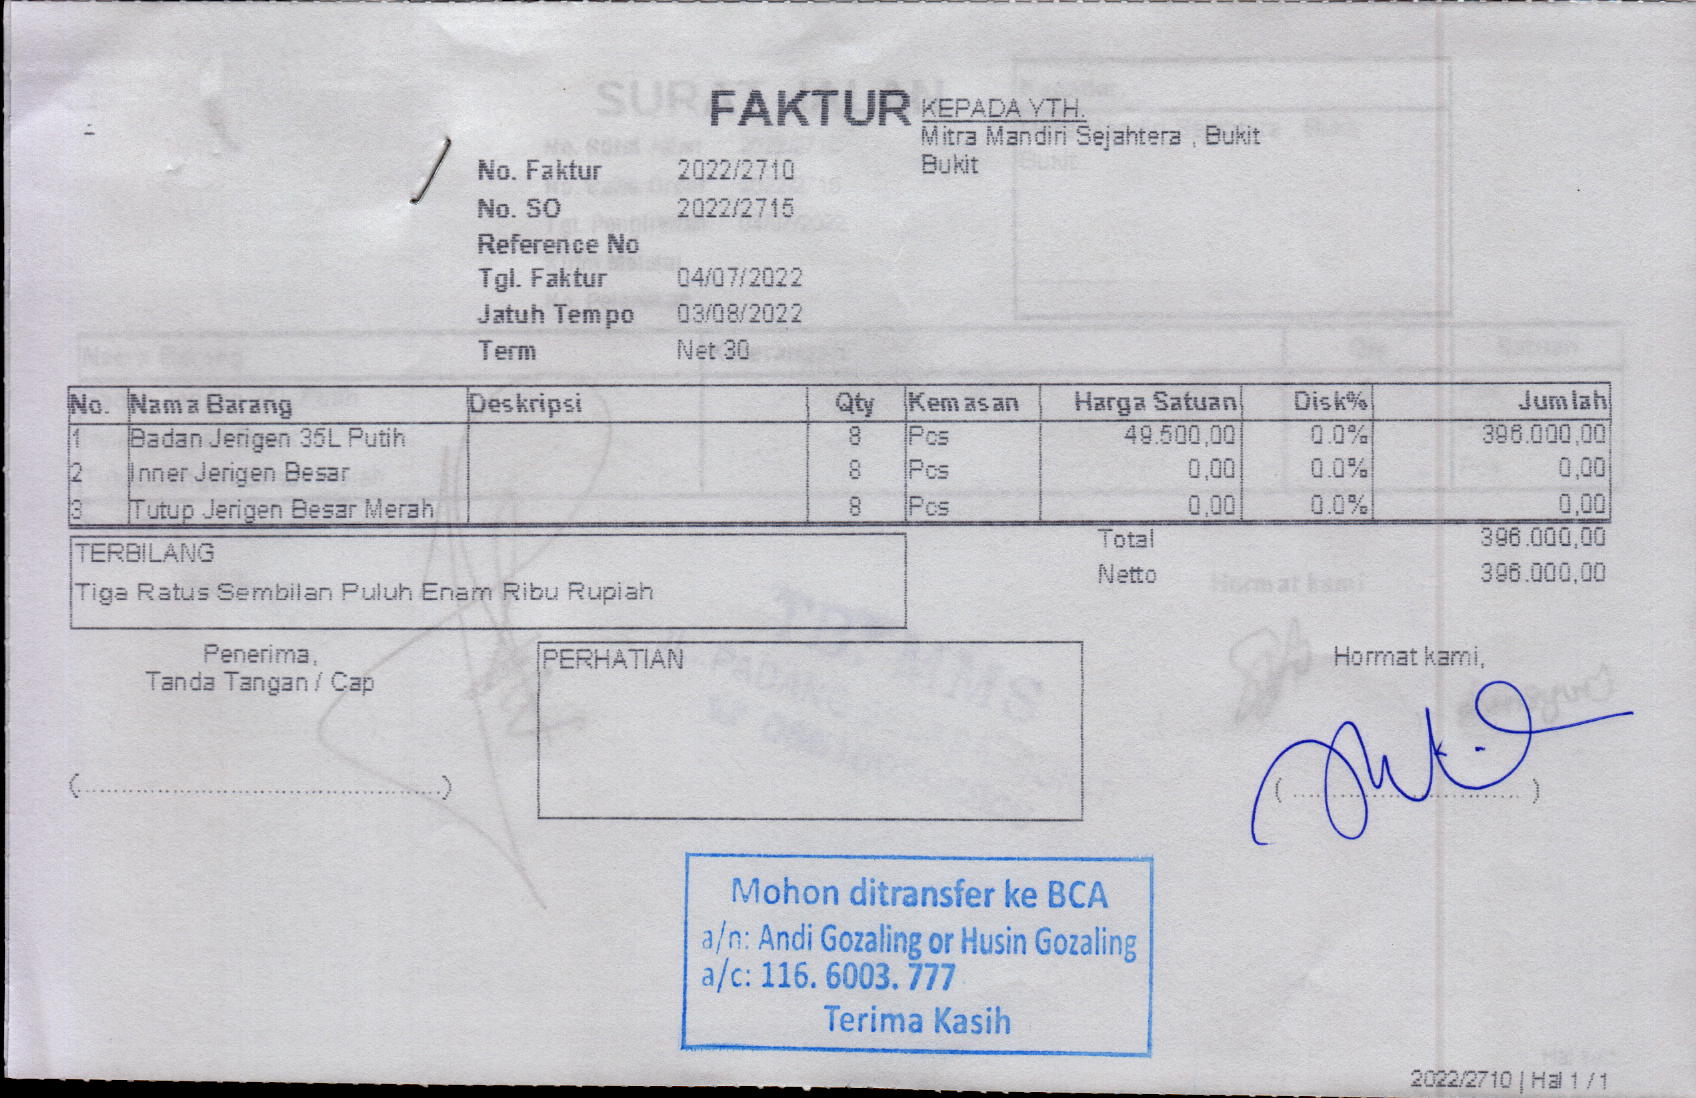 FAKTUR
KEPADA YTH.
Mitra Mandiri Sejahtera , Bukit
Bukit
No. Faktur 2022/2710
No. SO 2022/2715
Reference No
Tgl. Faktur 04/07/2022
Jatuh Tempo 03/08/2022
Term Net 30
No. Nama Barang Deskripsi Qty Kemasan Harga Satuan Disk% Jumlah
1 Badan Jerigen 35L Putih 8 Pcs 49.500,00 0.0% 396.000,00
2 Inner Jerigen Besar 8 Pcs 0,00 0.0% 0,00
3 Tutup Jerigen Besar Merah 8 Pcs 0,00 0.0% 0,00
Total 396.000,00
Netto 396.000,00
TERBILANG
Tiga Ratus Sembilan Puluh Enam Ribu Rupiah
Penerima,
Tanda Tangan / Cap
(..........................................)
PERHATIAN
Hormat kami,
( .............................. )
Mohon ditransfer ke BCA
a/n: Andi Gozaling or Husin Gozaling
a/c: 116. 6003. 777
Terima Kasih
2022/2710 | Hal 1 / 1